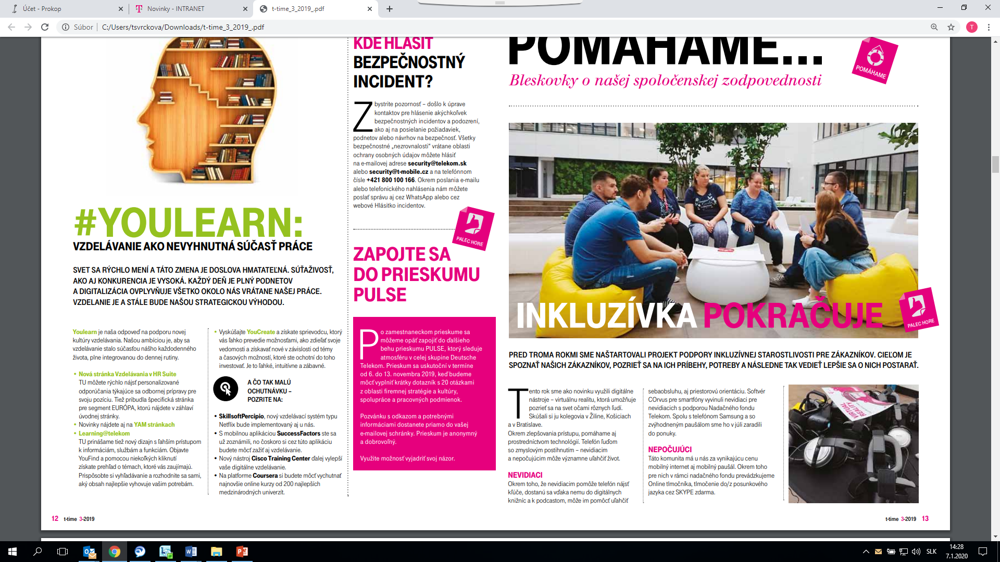 Účet - Prokop
Novinky - INTRANET
t-time_3_2019_.pdf
Súbor
C:/Users/tsvrckova/Downloads/t-time_3_2019_.pdf
T
#YOULEARN:
VZDELÁVANIE AKO NEVYHNUTNÁ SÚČASŤ PRÁCE
SVET SA RÝCHLO MENÍ A TÁTO ZMENA JE DOSLOVA HMATATEĽNÁ. SÚŤAŽIVOSŤ,
AKO AJ KONKURENCIA JE VYSOKÁ. KAŽDÝ DEŇ JE PLNÝ PODNETOV
A DIGITALIZÁCIA OVPLYVŇUJE VŠETKO OKOLO NÁS VRÁTANE NAŠEJ PRÁCE.
VZDELANIE JE A STÁLE BUDE NAŠOU STRATEGICKOU VÝHODOU.
Youlearn je naša odpoveď na podporu novej
kultúry vzdelávania. Našou ambíciou je, aby sa
vzdelávanie stalo súčasťou nášho každodenného
života, plne integrovanou do dennej rutiny.
• Nová stránka Vzdelávania v HR Suite
TU môžete rýchlo nájsť personalizované
odporúčania týkajúce sa odbornej prípravy pre
svoju pozíciu. Tiež pribudla špecifická stránka
pre segment EURÓPA, ktorú nájdete v záhlaví
úvodnej stránky.
• Novinky nájdete aj na YAM stránkach
• Learning@telekom
TU prinášame tiež nový dizajn s ľahším prístupom
k informáciám, službám a funkciám. Objavte
YouFind a pomocou niekoľkých kliknutí
získate prehľad o témach, ktoré vás zaujímajú.
Prispôsobte si vyhľadávanie a rozhodnite sa sami,
aký obsah najlepšie vyhovuje vašim potrebám.
• Vyskúšajte YouCreate a získate sprievodcu, ktorý
vás ľahko prevedie možnosťami, ako zdieľať svoje
vedomosti a získavať nové v závislosti od témy
a časových možností, ktoré ste ochotní do toho
investovať. Je to ľahké, intuitívne a zábavné.
A ČO TAK MALÚ
OCHUTNÁVKU –
POZRITE NA:
• SkillsoftPercipio, nový vzdelávací systém typu
Netflix bude implementovaný aj u nás.
• S mobilnou aplikáciou SuccessFactors ste sa
už zoznámili, no čoskoro si cez túto aplikáciu
budete môcť zažiť aj vzdelávanie.
• Nový nástroj Cisco Training Center ďalej vylepší
vaše digitálne vzdelávanie.
• Na platforme Coursera si budete môcť vychutnať
najnovšie online kurzy od 200 najlepších
medzinárodných univerzít.
KDE HLÁSIŤ
BEZPEČNOSTNÝ
INCIDENT?
Zbystrite pozornosť – došlo k úprave
kontaktov pre hlásenie akýchkoľvek
bezpečnostných incidentov a podozrení,
ako aj na posielanie požiadaviek,
podnetov alebo návrhov na bezpečnosť. Všetky
bezpečnostné „nezrovnalosti“ vrátane oblasti
ochrany osobných údajov môžete hlásiť
na e-mailovej adrese security@telekom.sk
alebo security@t-mobile.cz a na telefónnom
čísle +421 800 100 166. Okrem poslania e-mailu
alebo telefonického nahlásenia nám môžete
poslať správu aj cez WhatsApp alebo cez
webové Hlásitko incidentov.
PALEC HORE
ZAPOJTE SA
DO PRIESKUMU
PULSE
Po zamestnaneckom prieskume sa
môžeme opäť zapojiť do ďalšieho
behu prieskumu PULSE, ktorý sleduje
atmosféru v celej skupine Deutsche
Telekom. Prieskum sa uskutoční v termíne
od 6. do 13. novembra 2019, keď budeme
môcť vyplniť krátky dotazník s 20 otázkami
z oblasti firemnej stratégie a kultúry,
spolupráce a pracovných podmienok.
Pozvánku s odkazom a potrebnými
informáciami dostanete priamo do vašej
e-mailovej schránky. Prieskum je anonymný
a dobrovoľný.
Využite možnosť vyjadriť svoj názor.
POMÁHAME...
Bleskovky o našej spoločenskej zodpovednosti
POMÁHAME
INKLUZÍVKA POKRAČUJE
PALEC HORE
PRED TROMA ROKMI SME NAŠTARTOVALI PROJEKT PODPORY INKLUZÍVNEJ STAROSTLIVOSTI PRE ZÁKAZNÍKOV. CIEĽOM JE
SPOZNAŤ NAŠICH ZÁKAZNÍKOV, POZRIEŤ SA NA ICH PRÍBEHY, POTREBY A NÁSLEDNE TAK VEDIEŤ LEPŠIE SA O NICH POSTARAŤ.
Tento rok sme ako novinku využili digitálne
nástroje – virtuálnu realitu, ktorá umožňuje
pozrieť sa na svet očami rôznych ľudí.
Skúšali si ju kolegovia v Žiline, Košiciach
a v Bratislave.
Okrem zlepšovania prístupu, pomáhame aj
prostredníctvom technológií. Telefón ľuďom
so zmyslovým postihnutím – nevidiacim
a nepočujúcim môže významne uľahčiť život.
NEVIDIACI
Okrem toho, že nevidiacim pomôže telefón nájsť
kľúče, dostanú sa vďaka nemu do digitálnych
knižníc a k podcastom, môže im pomôcť uľahčiť
sebaobsluhu, aj priestorovú orientáciu. Softvér
COrvus pre smartfóny vyvinuli nevidiaci pre
nevidiacich s podporou Nadačného fondu
Telekom. Spolu s telefónom Samsung a so
zvýhodneným paušálom sme ho v júli zaradili
do ponuky.
NEPOČUJÚCI
Táto komunita má u nás za vynikajúcu cenu
mobilný internet aj mobilný paušál. Okrem toho
pre nich v rámci nadačného fondu prevádzkujeme
Online tlmočníka, tlmočenie do/z posunkového
jazyka cez SKYPE zdarma.
VIRTUAL
REALITY
12 t-time 3-2019
t-time 3-2019 13
SLK
14:28
7.1.2020